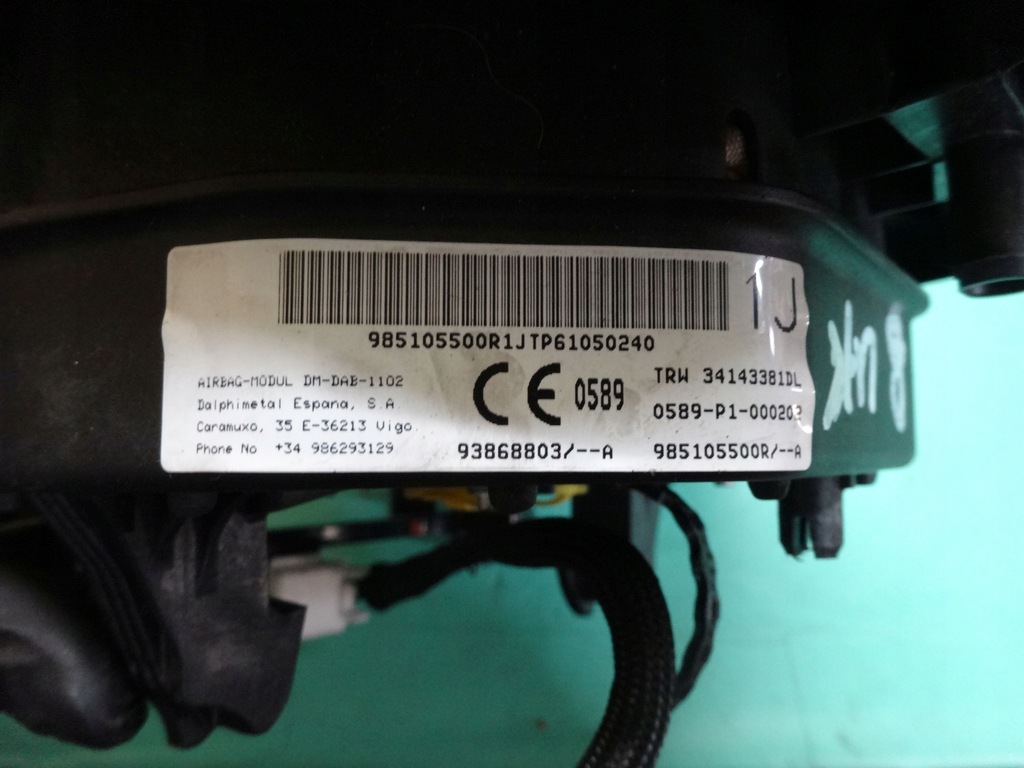 1J
985105500R1JTP61050240
AIRBAG-MODUL DM-DAB-1102
Dalphimetal Espana, S.A.
Caramuxo, 35 E-36213 Vigo.
Phone No +34 986293129
CE 0589
93868803/--A
TRW 34143381DL
0589-P1-000202
985105500R/--A